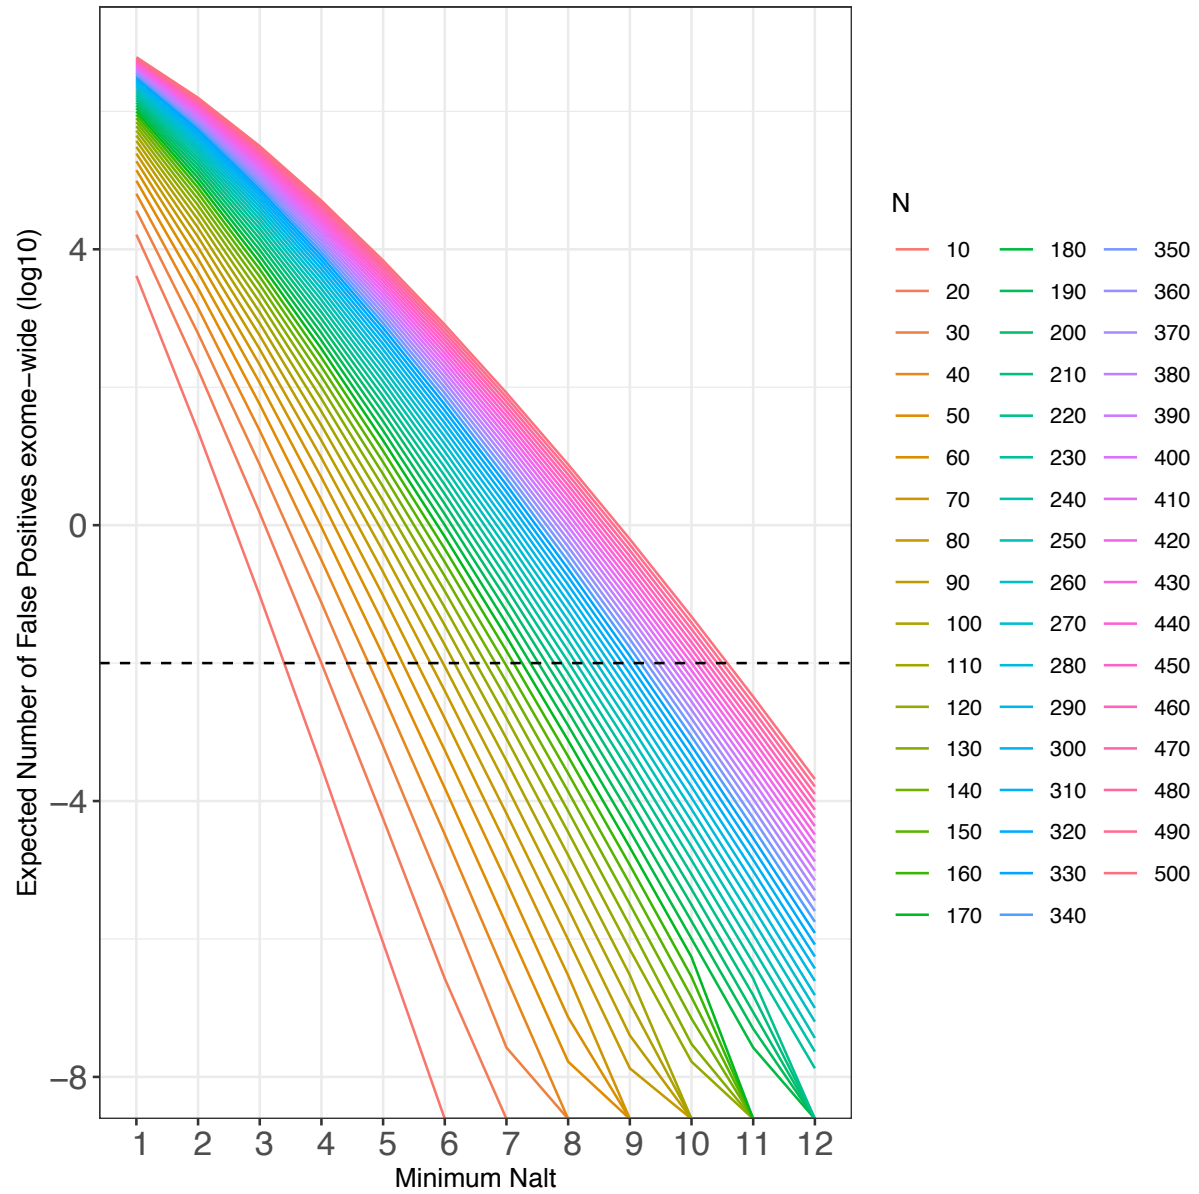 Expected Number of False Positives exome−wide (log10)
4
0
−4
−8
1 2 3 4 5 6 7 8 9 10 11 12
Minimum Nalt
N
10 180 350
20 190 360
30 200 370
40 210 380
50 220 390
60 230 400
70 240 410
80 250 420
90 260 430
100 270 440
110 280 450
120 290 460
130 300 470
140 310 480
150 320 490
160 330 500
170 340